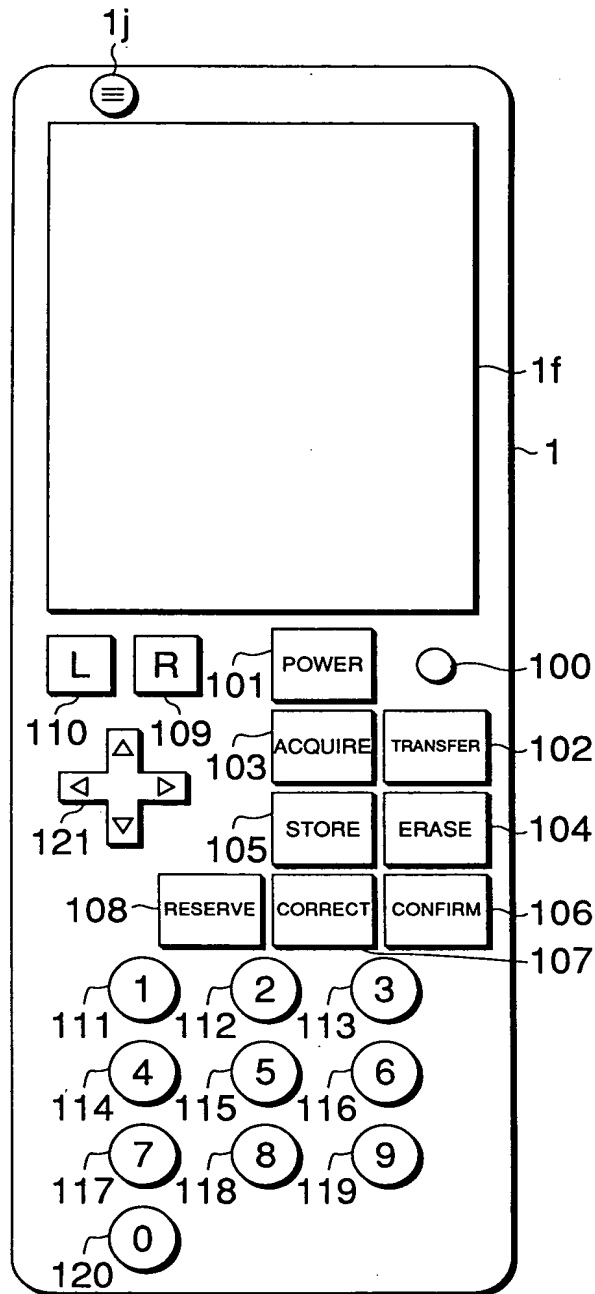 1j
1f
1
L R POWER 100
101
110 109
ACQUIRE TRANSFER 102
103
121
STORE ERASE 104
105
108 RESERVE CORRECT CONFIRM 106
107
1 2 3
111 112 113
4 5 6
114 115 116
7 8 9
117 118 119
0
120